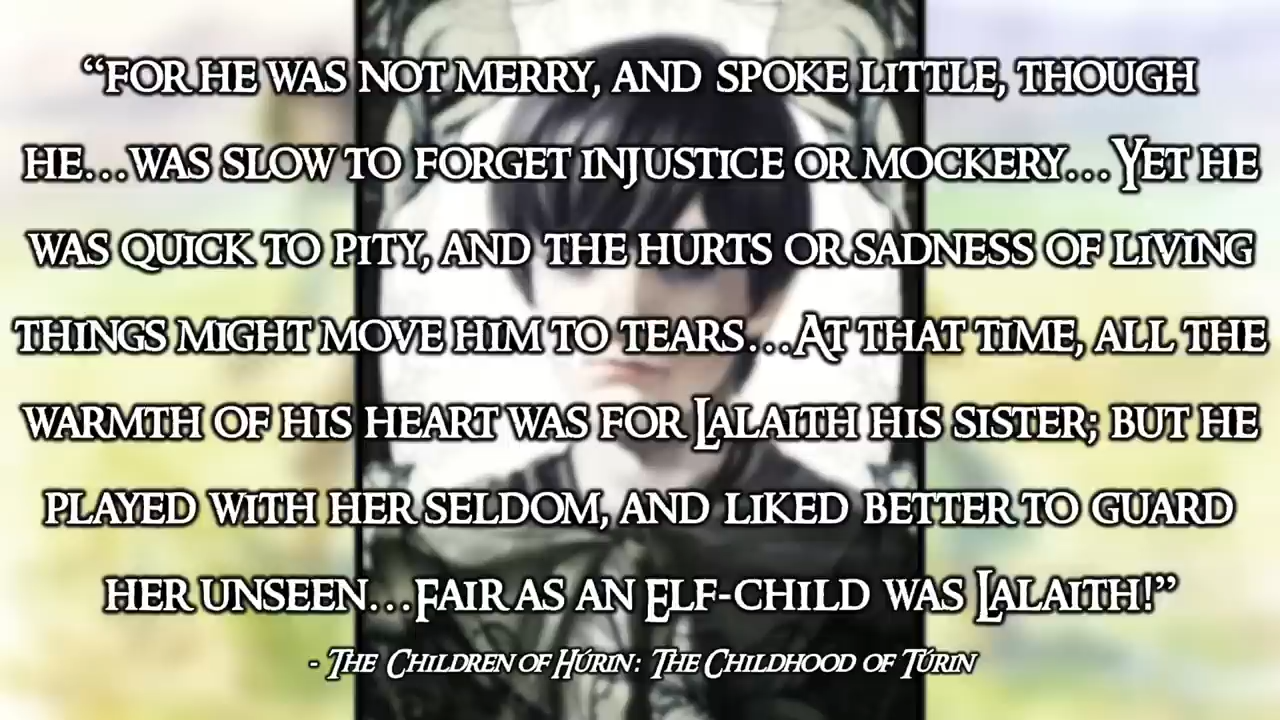 “FOR HE WAS NOT MERRY, AND SPOKE LITTLE, THOUGH
HE...WAS SLOW TO FORGET INJUSTICE OR MOCKERY... YET HE
WAS QUICK TO PITY, AND THE HURTS OR SADNESS OF LIVING
THINGS MIGHT MOVE HIM TO TEARS...AT THAT TIME, ALL THE
WARMTH OF HIS HEART WAS FOR LALAITH HIS SISTER; BUT HE
PLAYED WITH HER SELDOM, AND LIKED BETTER TO GUARD
HER UNSEEN...FAIR AS AN ELF-CHILD WAS LALAITH!”
- THE CHILDREN OF HÚRIN: THE CHILDHOOD OF TÚRIN